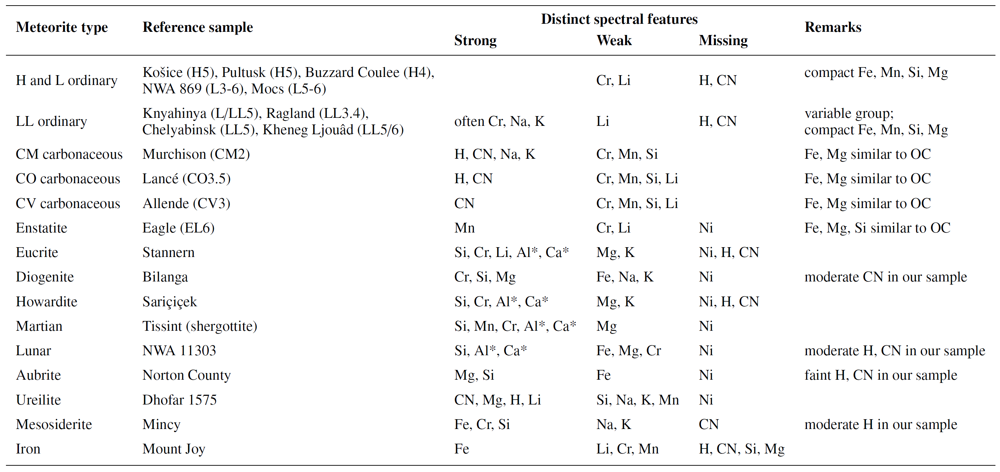 Meteorite type Reference sample Distinct spectral features Remarks
Strong Weak Missing
H and L ordinary Košice (H5), Pultusk (H5), Buzzard Coulee (H4), Cr, Li H, CN compact Fe, Mn, Si, Mg
NWA 869 (L3-6), Mocs (L5-6)
LL ordinary Knyahinya (L/LL5), Ragland (LL3.4), often Cr, Na, K Li H, CN variable group;
Chelyabinsk (LL5), Kheneg Ljouâd (LL5/6) compact Fe, Mn, Si, Mg
CM carbonaceous Murchison (CM2) H, CN, Na, K Cr, Mn, Si Fe, Mg similar to OC
CO carbonaceous Lancé (CO3.5) H, CN Cr, Mn, Si, Li Fe, Mg similar to OC
CV carbonaceous Allende (CV3) CN Cr, Mn, Si, Li Fe, Mg similar to OC
Enstatite Eagle (EL6) Mn Cr, Li Ni Fe, Mg, Si similar to OC
Eucrite Stannern Si, Cr, Li, Al*, Ca* Mg, K Ni, H, CN
Diogenite Bilanga Cr, Si, Mg Fe, Na, K Ni moderate CN in our sample
Howardite Sariçiçek Si, Cr, Al*, Ca* Mg, K Ni, H, CN
Martian Tissint (shergottite) Si, Mn, Cr, Al*, Ca* Mg Ni
Lunar NWA 11303 Si, Al*, Ca* Fe, Mg, Cr Ni moderate H, CN in our sample
Aubrite Norton County Mg, Si Fe Ni faint H, CN in our sample
Ureilite Dhofar 1575 CN, Mg, H, Li Si, Na, K, Mn Ni
Mesosiderite Mincy Fe, Cr, Si Na, K CN moderate H in our sample
Iron Mount Joy Fe Li, Cr, Mn H, CN, Si, Mg